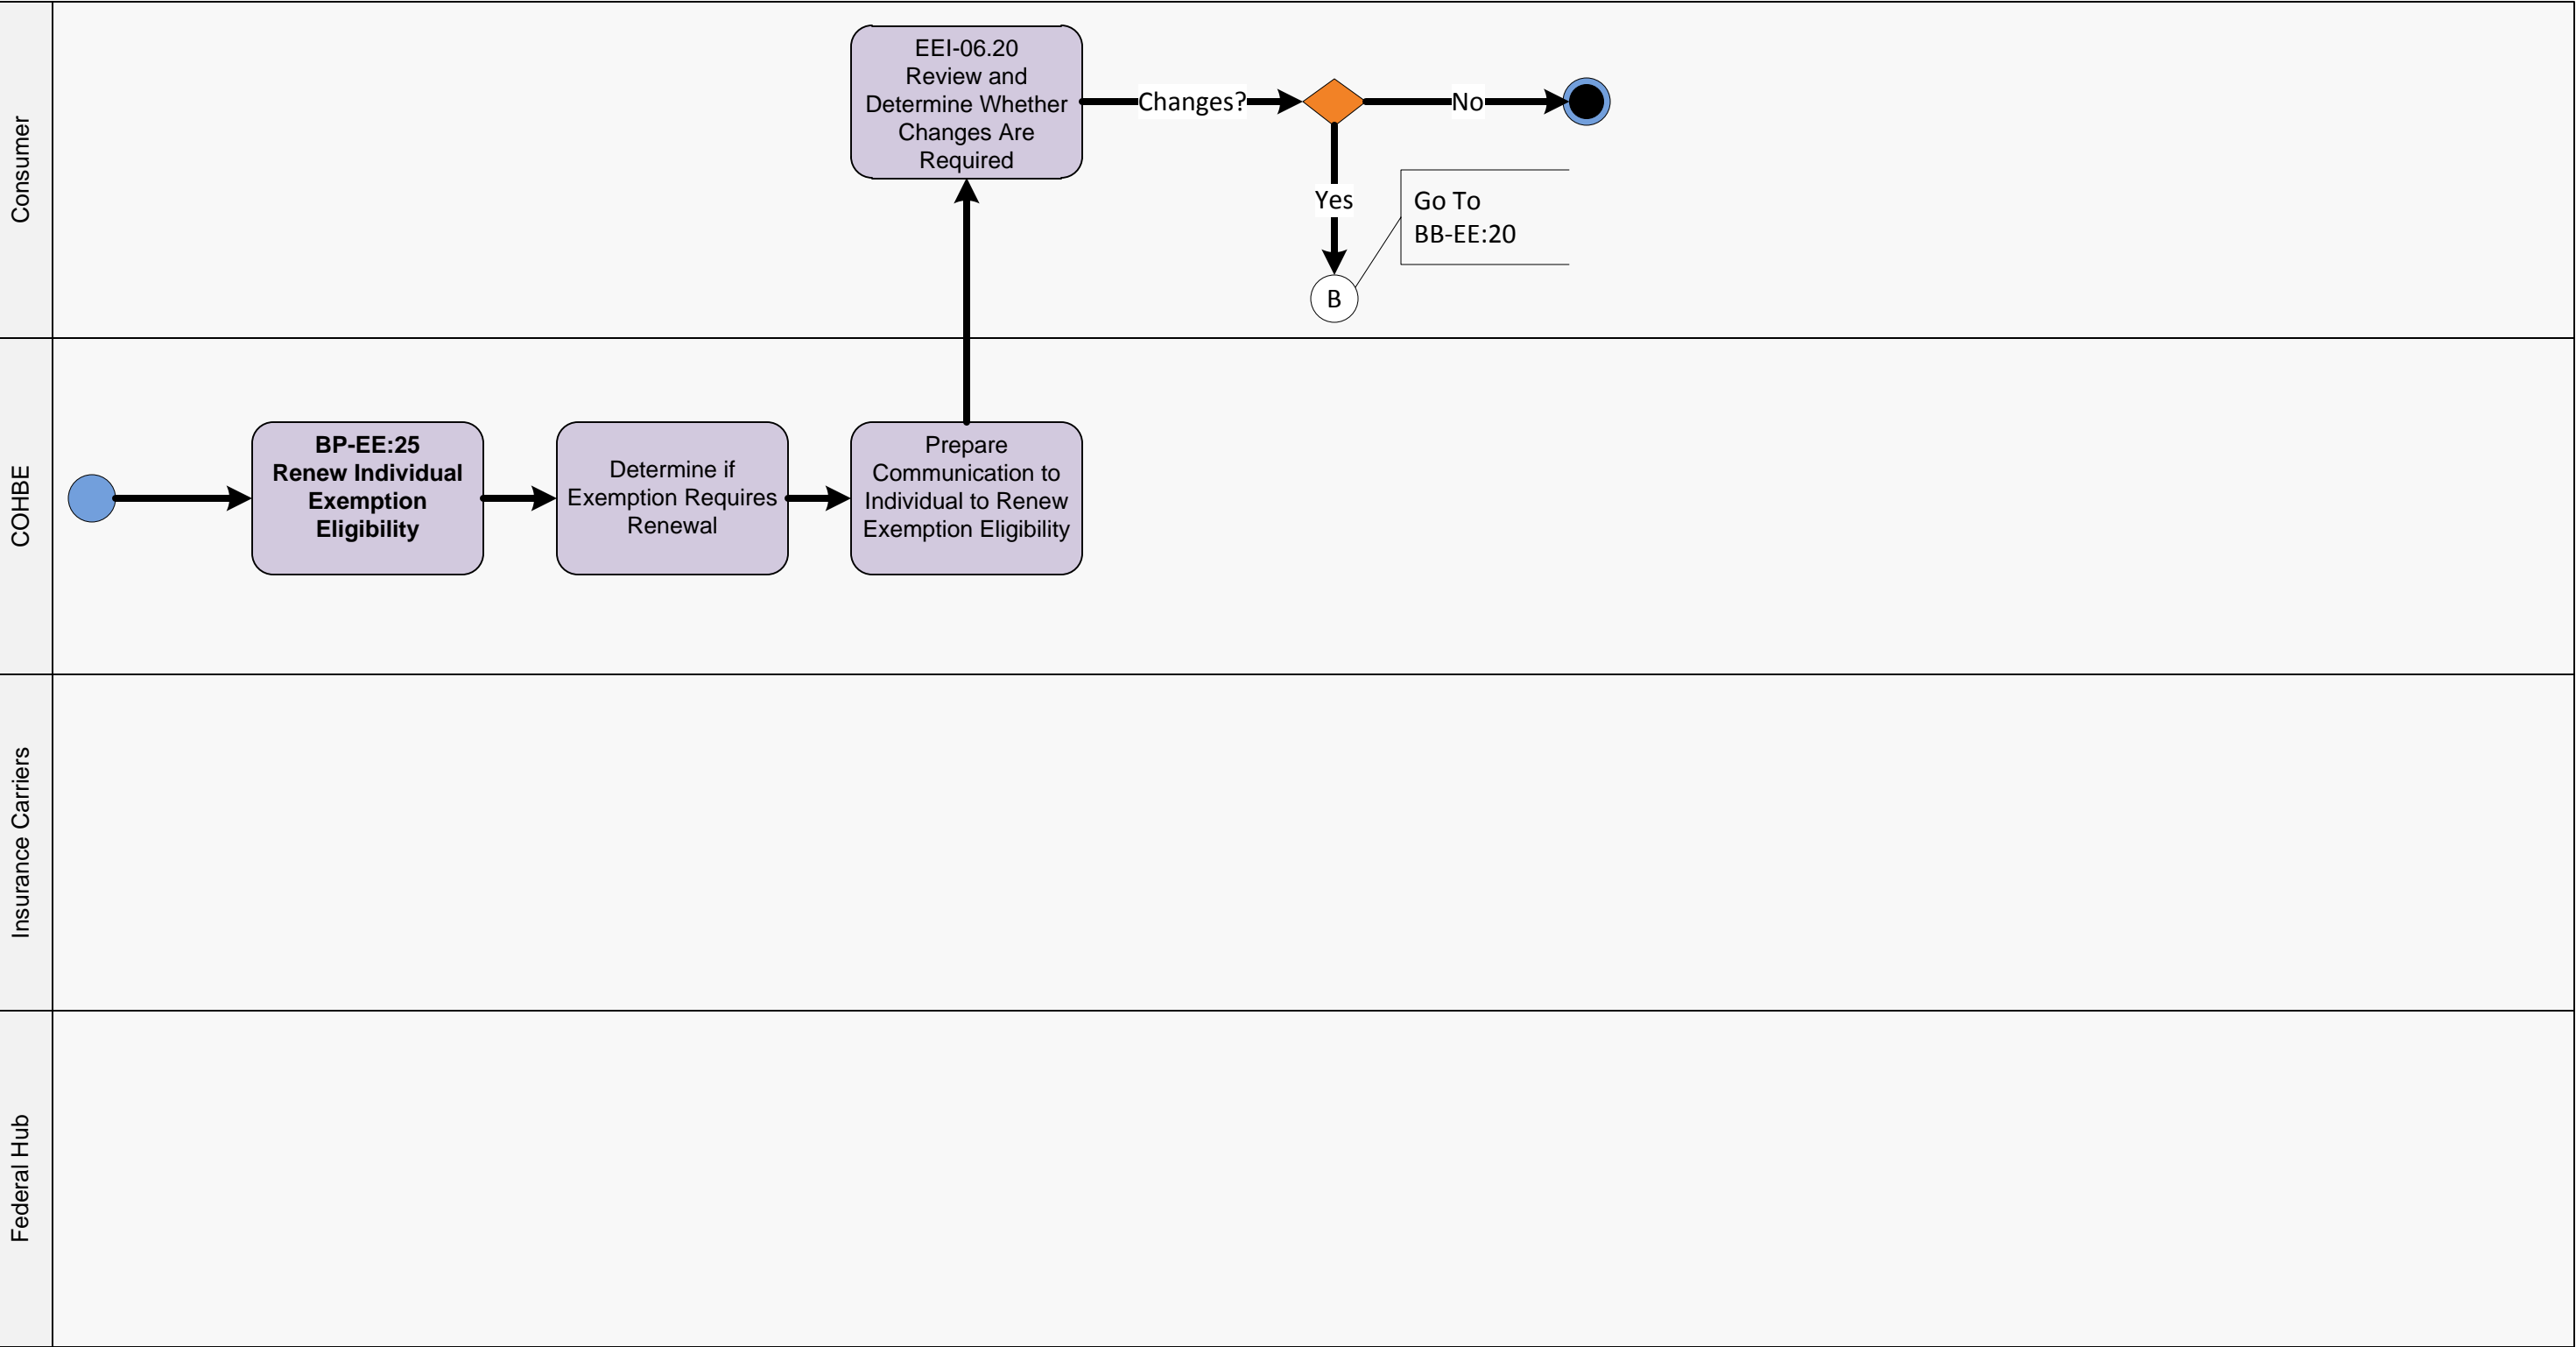 Consumer
EEI-06.20
Review and
Determine Whether
Changes Are
Required
Changes?
No
Yes
Go To
BB-EE:20
B
COHBE
BP-EE:25
Renew Individual
Exemption
Eligibility
Determine if
Exemption Requires
Renewal
Prepare
Communication to
Individual to Renew
Exemption Eligibility
Insurance Carriers
Federal Hub